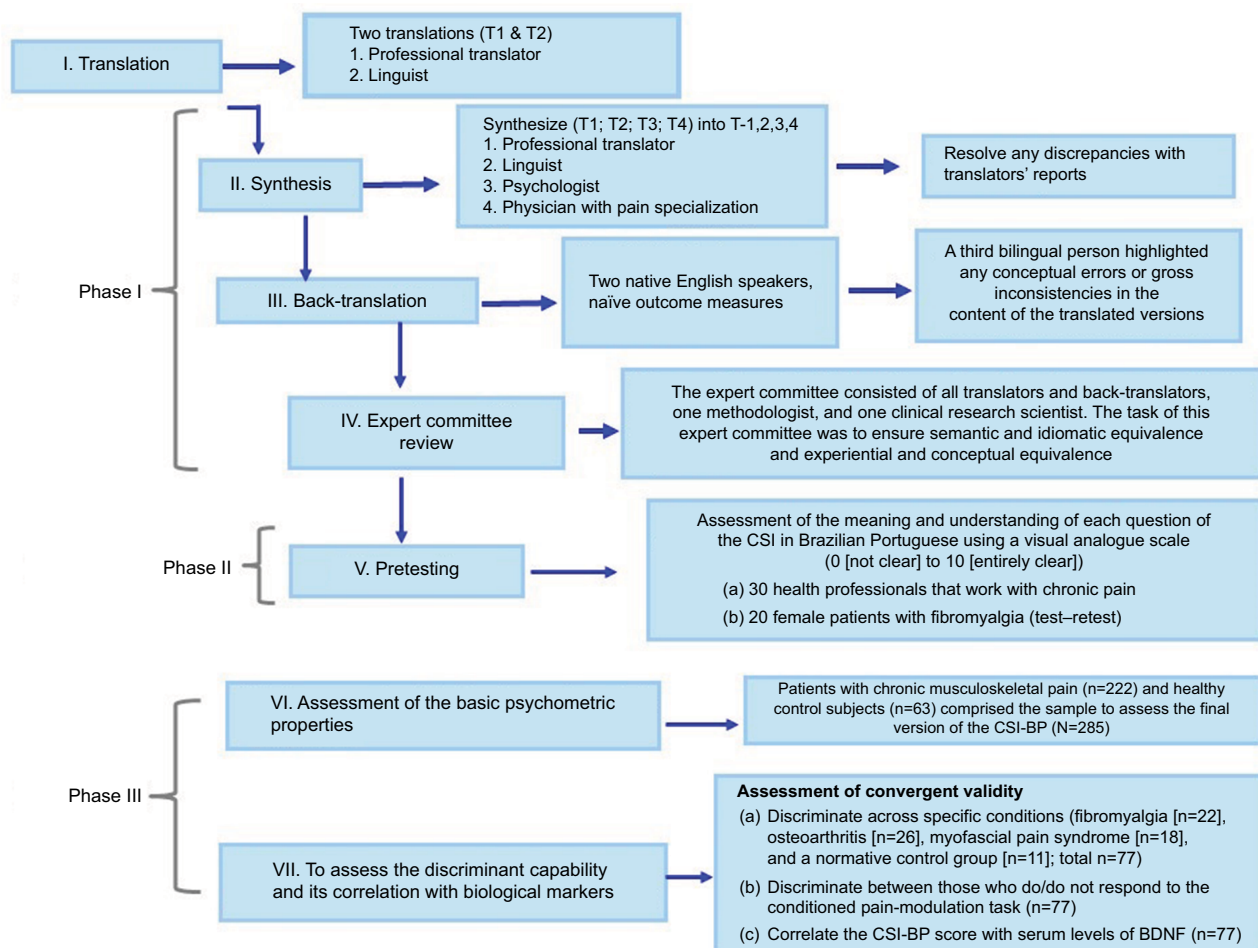 I. Translation
Two translations (T1 & T2)
1. Professional translator
2. Linguist
Phase I
II. Synthesis
Synthesize (T1; T2; T3; T4) into T-1,2,3,4
1. Professional translator
2. Linguist
3. Psychologist
4. Physician with pain specialization
Resolve any discrepancies with
translators’ reports
III. Back-translation
Two native English speakers,
naïve outcome measures
A third bilingual person highlighted
any conceptual errors or gross
inconsistencies in the
content of the translated versions
IV. Expert committee
review
The expert committee consisted of all translators and back-translators,
one methodologist, and one clinical research scientist. The task of this
expert committee was to ensure semantic and idiomatic equivalence
and experiential and conceptual equivalence
Phase II
V. Pretesting
Assessment of the meaning and understanding of each question of
the CSI in Brazilian Portuguese using a visual analogue scale
(0 [not clear] to 10 [entirely clear])
(a) 30 health professionals that work with chronic pain
(b) 20 female patients with fibromyalgia (test–retest)
Phase III
VI. Assessment of the basic psychometric
properties
Patients with chronic musculoskeletal pain (n=222) and healthy
control subjects (n=63) comprised the sample to assess the final
version of the CSI-BP (N=285)
VII. To assess the discriminant capability
and its correlation with biological markers
Assessment of convergent validity
(a) Discriminate across specific conditions (fibromyalgia [n=22],
osteoarthritis [n=26], myofascial pain syndrome [n=18],
and a normative control group [n=11]; total n=77)
(b) Discriminate between those who do/do not respond to the
conditioned pain-modulation task (n=77)
(c) Correlate the CSI-BP score with serum levels of BDNF (n=77)